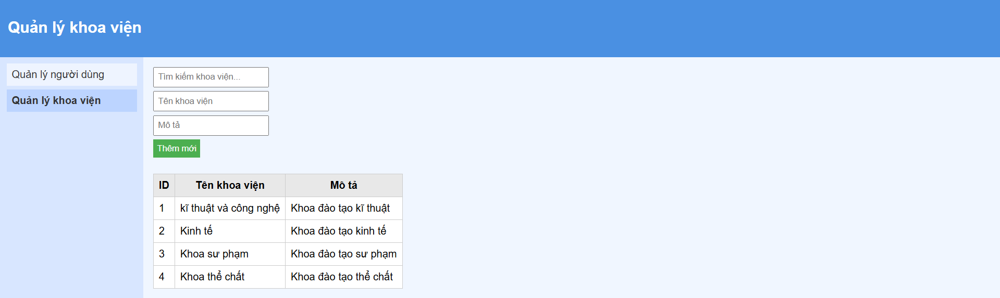 Quản lý khoa viện
Quản lý người dùng
Quản lý khoa viện
Tìm kiếm khoa viện...
Tên khoa viện
Mô tả
Thêm mới
ID Tên khoa viện Mô tả
1 kĩ thuật và công nghệ Khoa đào tạo kĩ thuật
2 Kinh tế Khoa đào tạo kinh tế
3 Khoa sư phạm Khoa đào tạo sư phạm
4 Khoa thể chất Khoa đào tạo thể chất